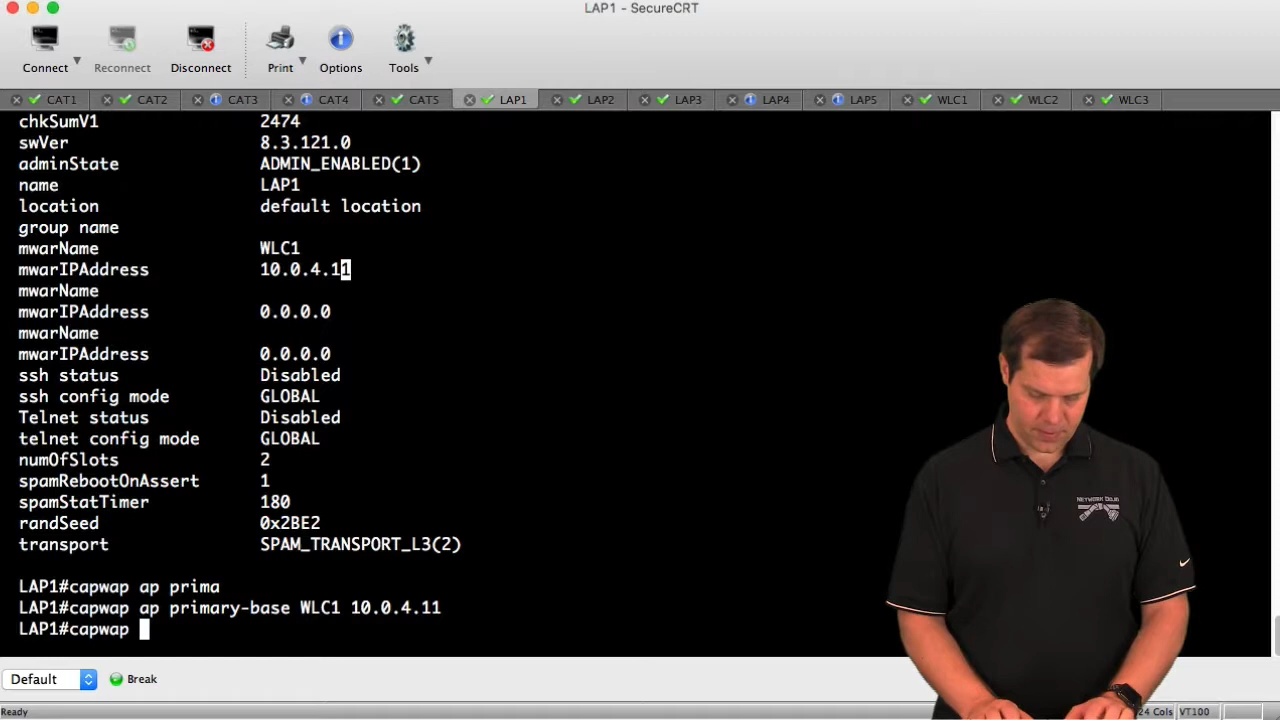 LAP1 - SecureCRT
Connect Reconnect Disconnect Print Options Tools
CAT1 CAT2 CAT3 CAT4 CAT5 LAP1 LAP2 LAP3 LAP4 LAP5 WLC1 WLC2 WLC3
chkSumV1 2474
swVer 8.3.121.0
adminState ADMIN_ENABLED(1)
name LAP1
location default location
group name
mwarName WLC1
mwarIPAddress 10.0.4.11
mwarName
mwarIPAddress 0.0.0.0
mwarName
mwarIPAddress 0.0.0.0
ssh status Disabled
ssh config mode GLOBAL
Telnet status Disabled
telnet config mode GLOBAL
numOfSlots 2
spamRebootOnAssert 1
spamStatTimer 180
randSeed 0x2BE2
transport SPAM_TRANSPORT_L3(2)
LAP1#capwap ap prima
LAP1#capwap ap primary-base WLC1 10.0.4.11
LAP1#capwap
NETWORK DOJO
Default Break
Ready 24 Cols VT100